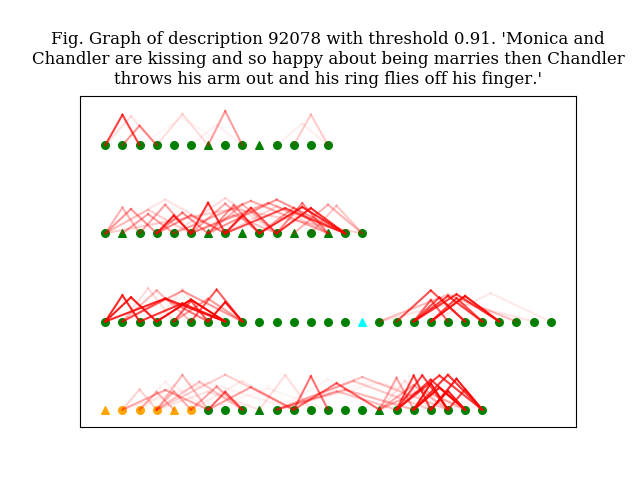 Fig. Graph of description 92078 with threshold 0.91. 'Monica and
Chandler are kissing and so happy about being marries then Chandler
throws his arm out and his ring flies off his finger.'